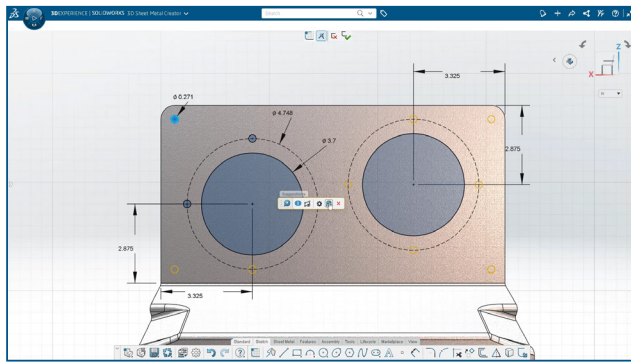 3DEXPERIENCE | SOLIDWORKS 3D Sheet Metal Creator
Search
Z
X
in
3.325
Ø 0.271
Ø 4.748
Ø 3.7
2.875
2.875
3.325
Standard Sketch Sheet Metal Features Assembly Tools Lifecycle Marketplace View